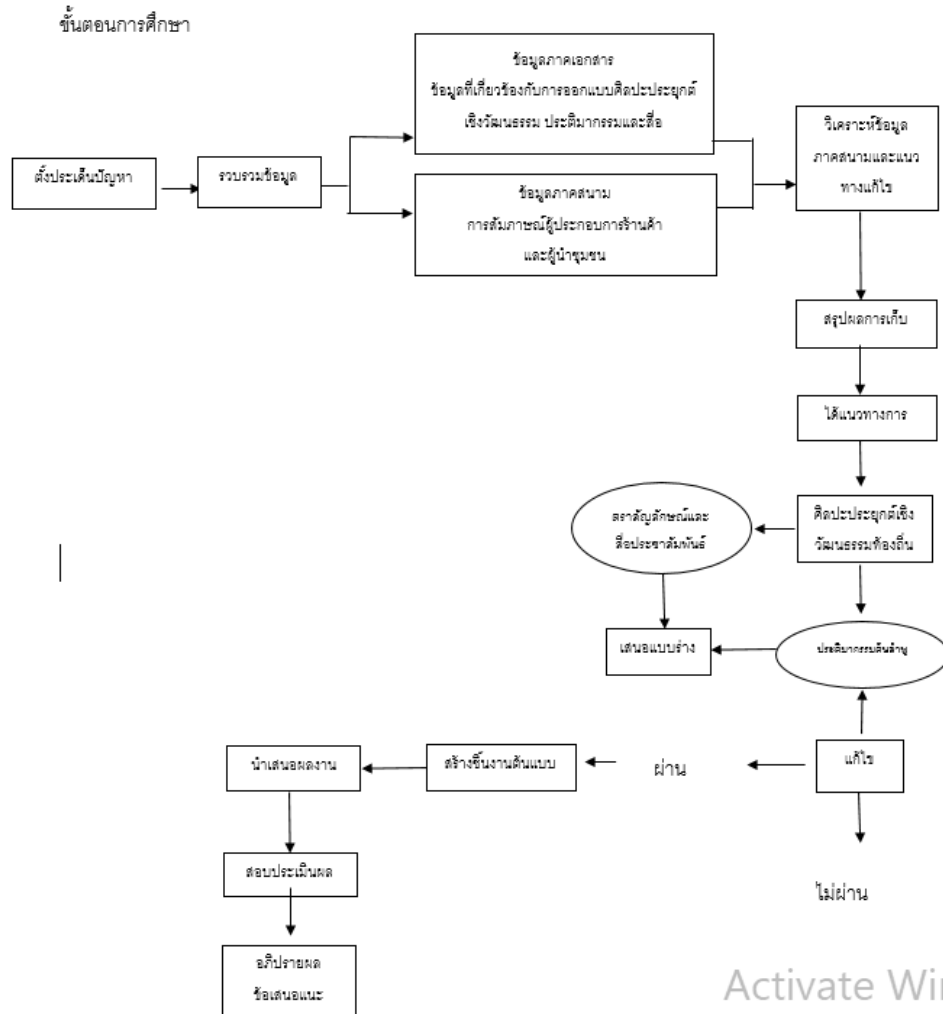 ขั้นตอนการศึกษา
ข้อมูลภาคเอกสาร
ข้อมูลที่เกี่ยวข้องกับการออกแบบศิลปะประยุกต์
เชิงวัฒนธรรม ประติมากรรมและสื่อ
ตั้งประเด็นปัญหา
รวบรวมข้อมูล
ข้อมูลภาคสนาม
การสัมภาษณ์ผู้ประกอบการร้านค้า
และผู้นำชุมชน
วิเคราะห์ข้อมูล
ภาคสนามและแนว
ทางแก้ไข
สรุปผลการเก็บ
ได้แนวทางการ
ศิลปะประยุกต์เชิง
วัฒนธรรมท้องถิ่น
ตราสัญลักษณ์และ
สื่อประชาสัมพันธ์
เสนอแบบร่าง
ประติมากรรมต้นลำพู
แก้ไข
ผ่าน
ไม่ผ่าน
สร้างชิ้นงานต้นแบบ
นำเสนอผลงาน
สอบประเมินผล
อภิปรายผล
ข้อเสนอแนะ
Activate Win